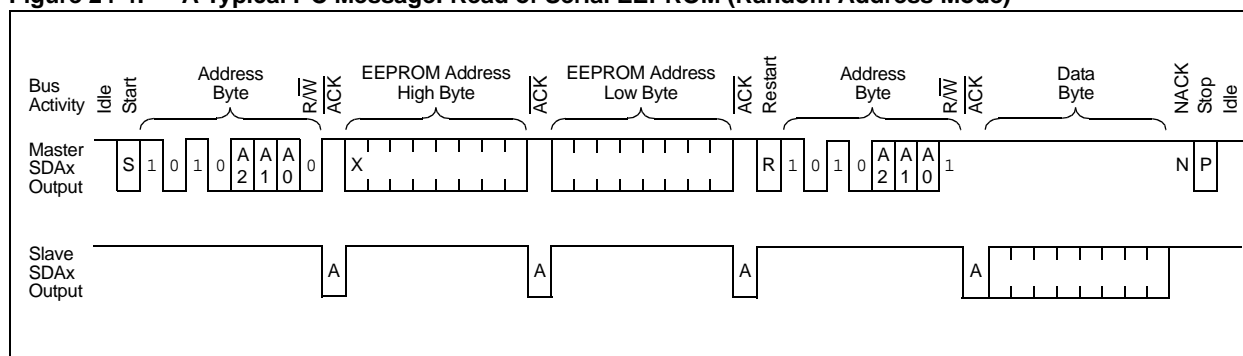 Figure 24-4: A Typical I²C Message: Read of Serial EEPROM (Random Address Mode)
Bus Activity
Idle
Start
Address Byte
R/W
ACK
EEPROM Address High Byte
ACK
EEPROM Address Low Byte
ACK
Restart
Address Byte
R/W
ACK
Data Byte
NACK
Stop
Idle
Master SDAx Output
S 1 0 1 0 A2 A1 A0 0 X R 1 0 1 0 A2 A1 A0 1 N P
Slave SDAx Output
A A A A